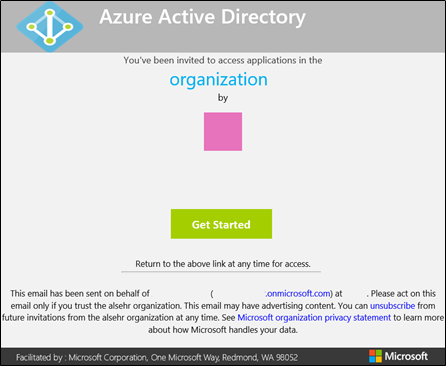 Azure Active Directory
You've been invited to access applications in the
organization
by
Get Started
Return to the above link at any time for access.
This email has been sent on behalf of ( .onmicrosoft.com) at . Please act on this
email only if you trust the alsehr organization. This email may have advertising content. You can unsubscribe from
future invitations from the alsehr organization at any time. See Microsoft organization privacy statement to learn more
about how Microsoft handles your data.
Facilitated by : Microsoft Corporation, One Microsoft Way, Redmond, WA 98052
Microsoft